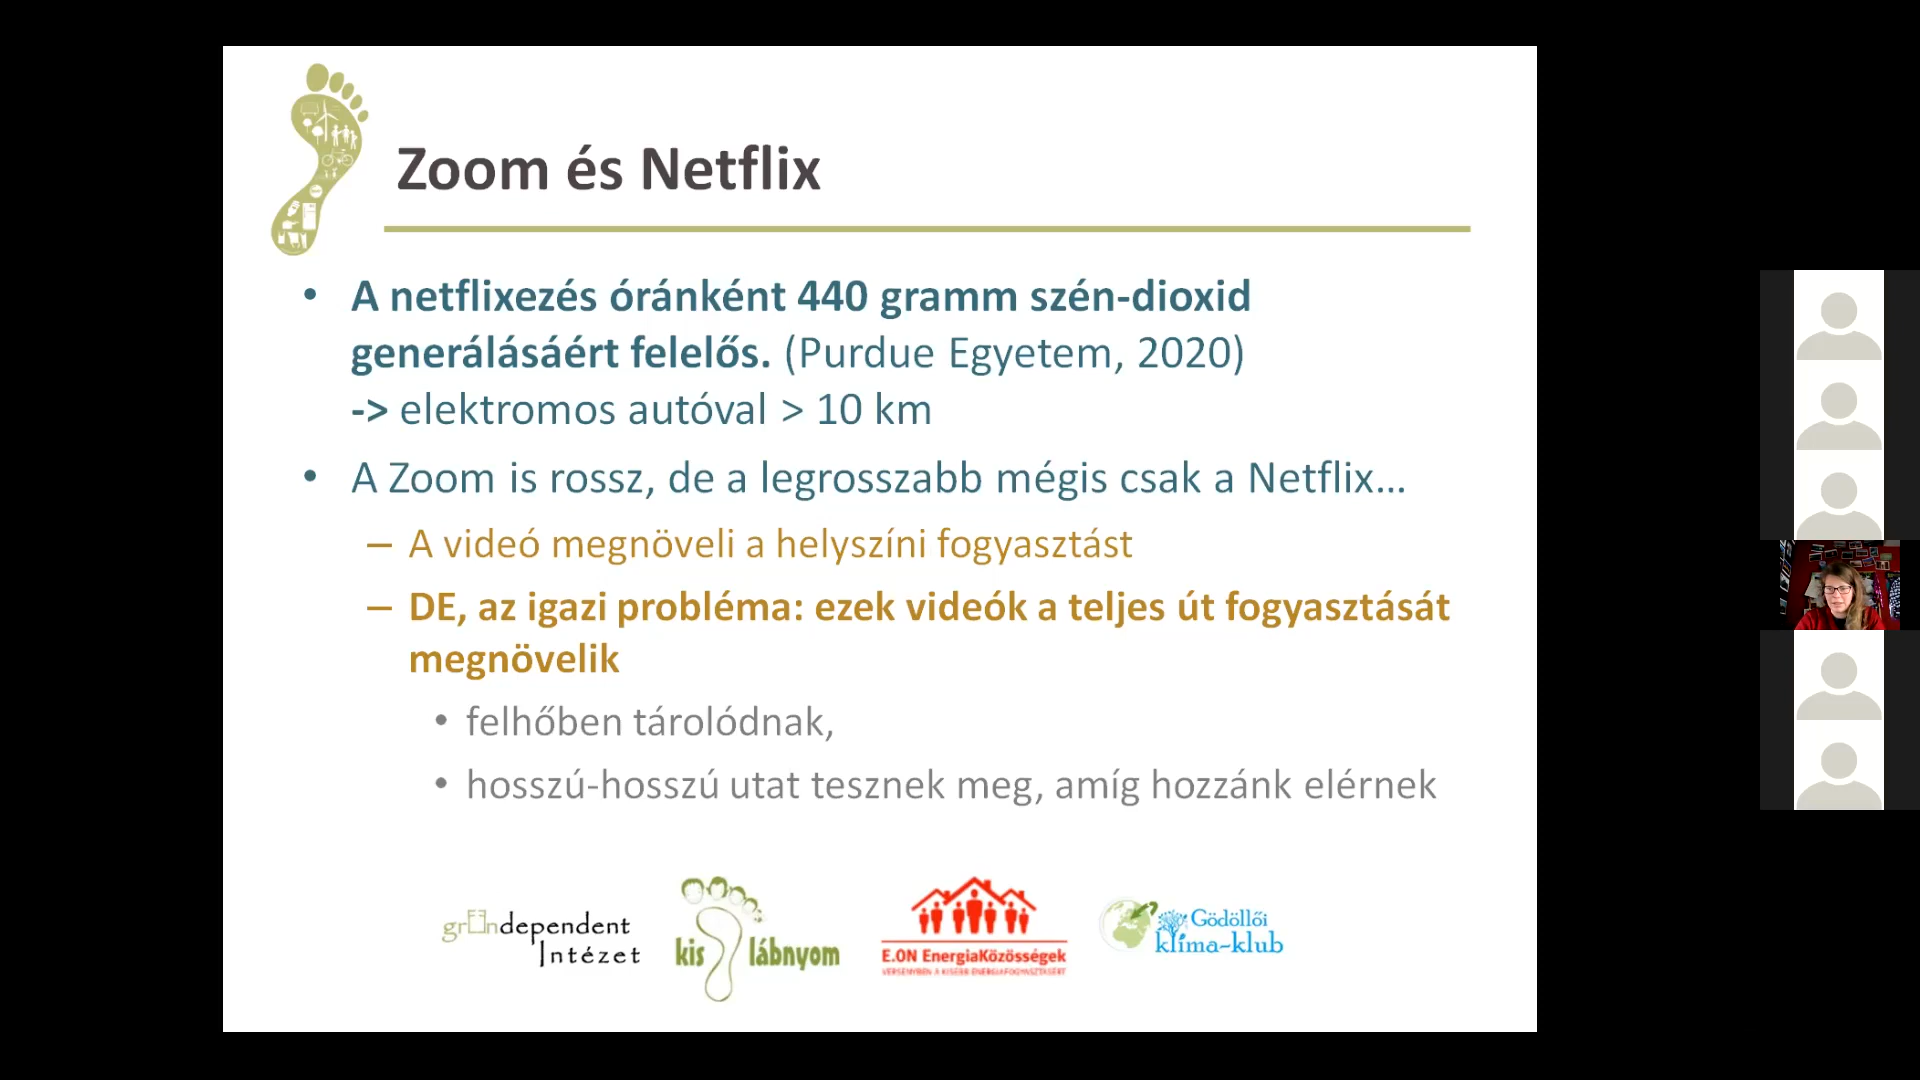 Zoom és Netflix
• A netflixezés óránként 440 gramm szén-dioxid
generálásáért felelős. (Purdue Egyetem, 2020)
-> elektromos autóval > 10 km
• A Zoom is rossz, de a legrosszabb mégis csak a Netflix...
– A videó megnöveli a helyszíni fogyasztást
– DE, az igazi probléma: ezek videók a teljes út fogyasztását
megnövelik
• felhőben tárolódnak,
• hosszú-hosszú utat tesznek meg, amíg hozzánk elérnek
gründependent
Intézet
kis lábnyom
E.ON EnergiaKözösségek
VERSENYBEN A KISEBB ENERGIAFOGYASZTÁSÉRT
Gödöllői
klíma-klub